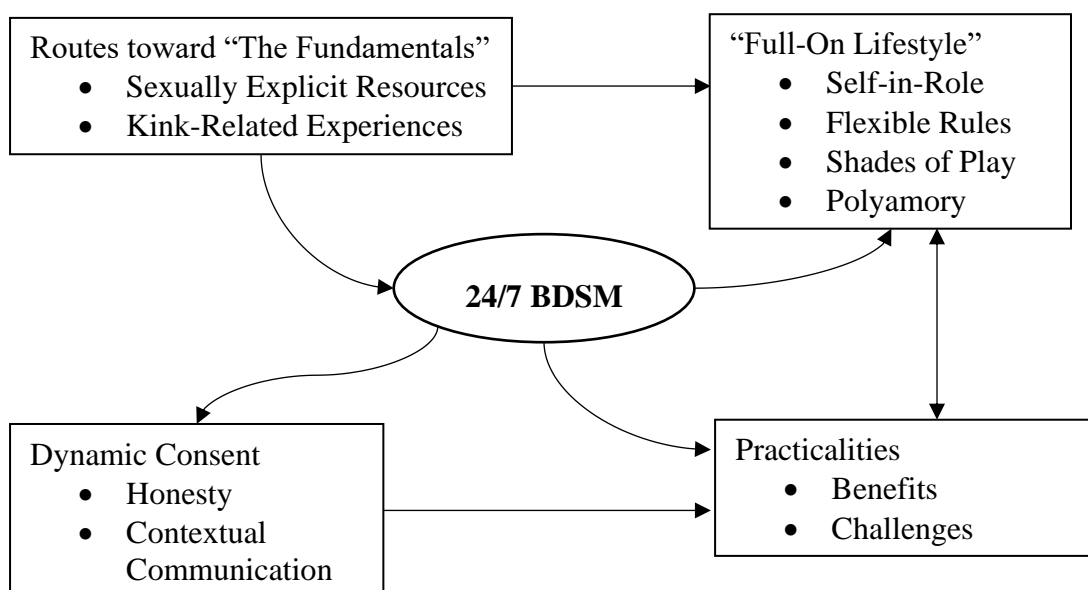 Routes toward “The Fundamentals”
• Sexually Explicit Resources
• Kink-Related Experiences
“Full-On Lifestyle”
• Self-in-Role
• Flexible Rules
• Shades of Play
• Polyamory
24/7 BDSM
Dynamic Consent
• Honesty
• Contextual
Communication
Practicalities
• Benefits
• Challenges